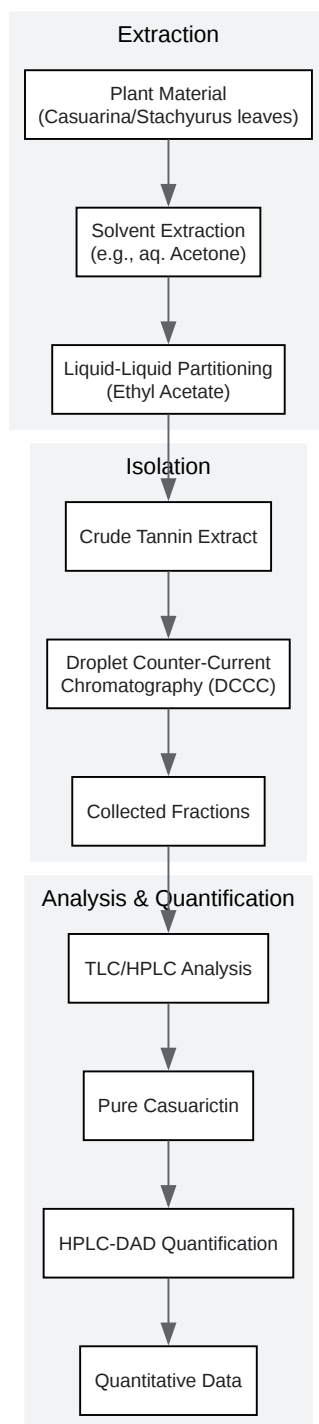 Extraction
Plant Material
(Casuarina/Stachyurus leaves)
Solvent Extraction
(e.g., aq. Acetone)
Liquid-Liquid Partitioning
(Ethyl Acetate)
Isolation
Crude Tannin Extract
Droplet Counter-Current
Chromatography (DCCC)
Collected Fractions
Analysis & Quantification
TLC/HPLC Analysis
Pure Casuarictin
HPLC-DAD Quantification
Quantitative Data